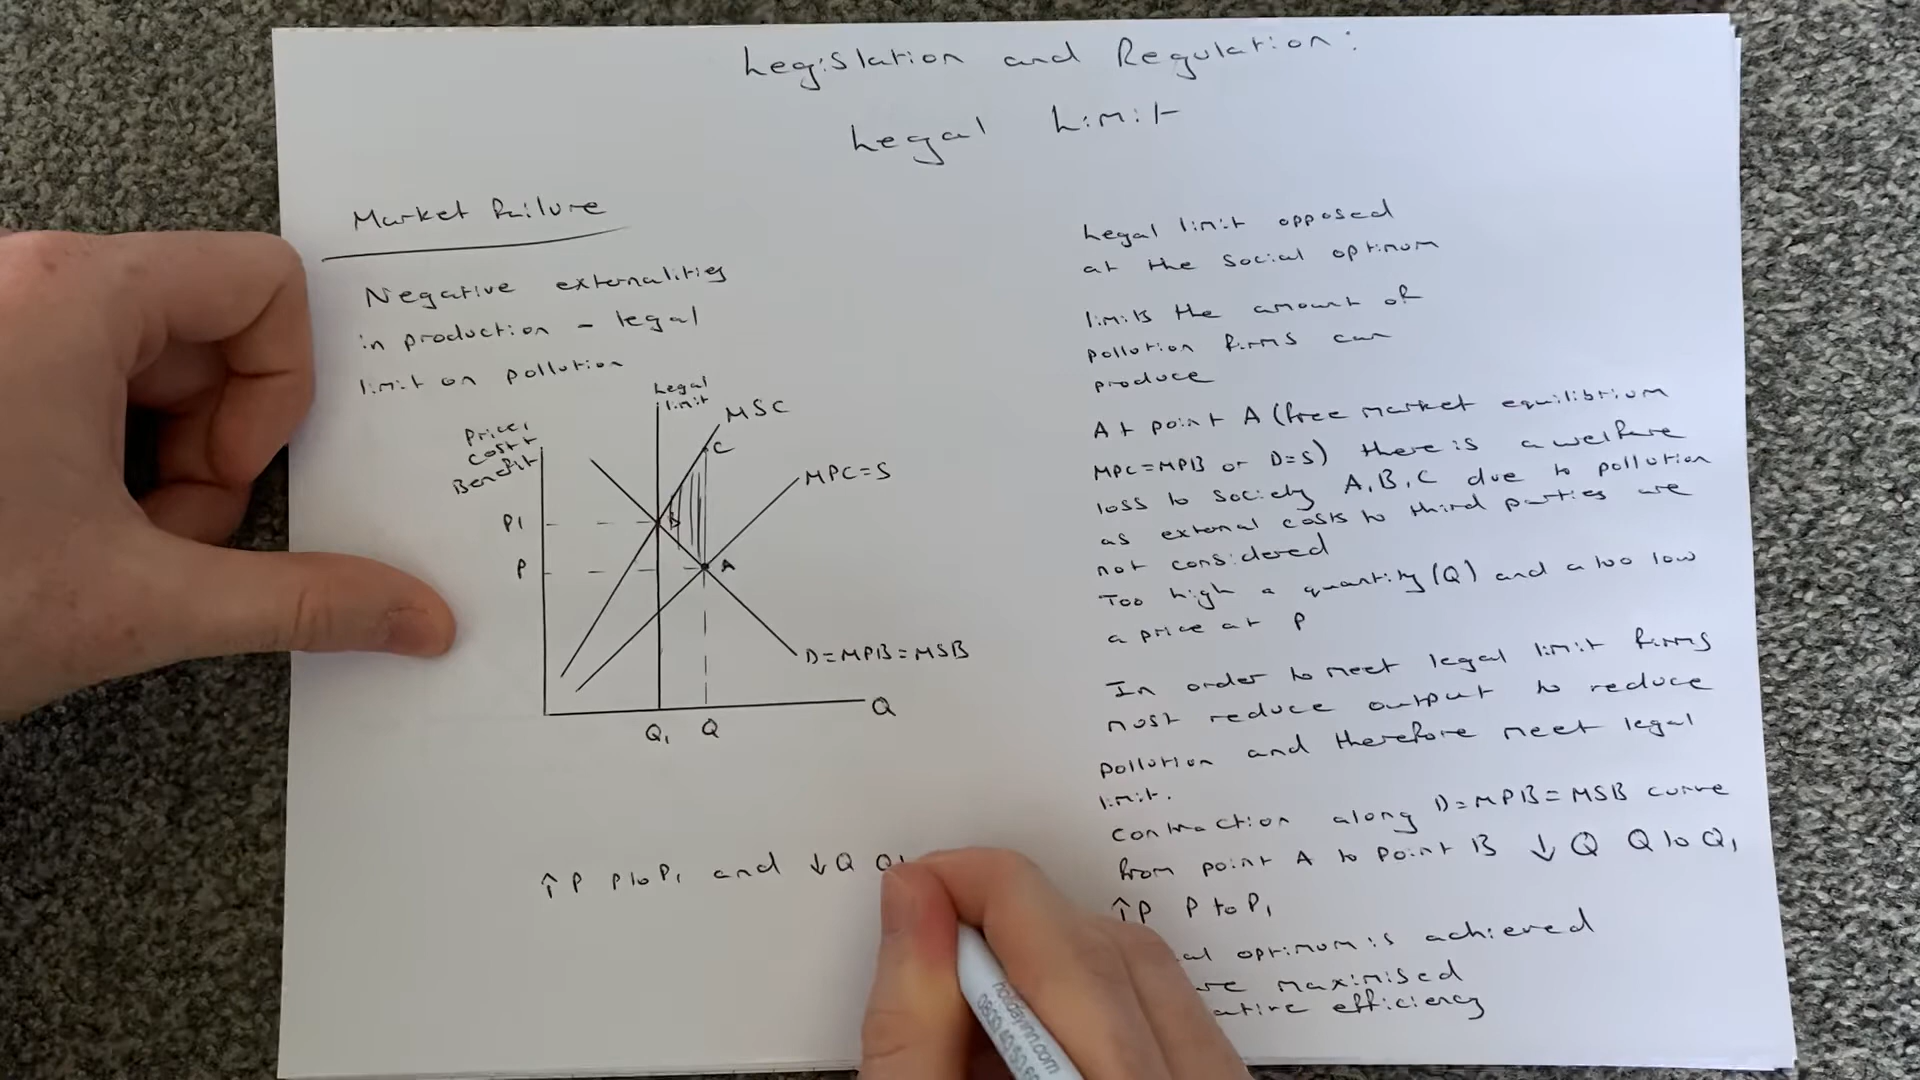 Legislation and Regulation:
Legal Limit
Market failure
Negative externalities
in production - legal
limit on pollution
Price,
Cost +
Benefit
Legal
limit
MSC
C
MPC=S
P1
B
P
A
D=MPB=MSB
Q
Q1
Q
↑P P to P1 and ↓Q
Legal limit opposed
at the social optimum
limits the amount of
pollution firms can
produce
At point A (free market equilibrium
MPC=MPB or D=S) there is a welfare
loss to society A,B,C due to pollution
as external costs to third parties are
not considered
Too high a quantity (Q) and a too low
a price at P
In order to meet legal limit firms
must reduce output to reduce
pollution and therefore meet legal
limit.
Contraction along D=MPB=MSB curve
from point A to point B ↓Q Q to Q1
↑P P to P1
optimum is achieved
maximised
efficiency
holidayinn.com